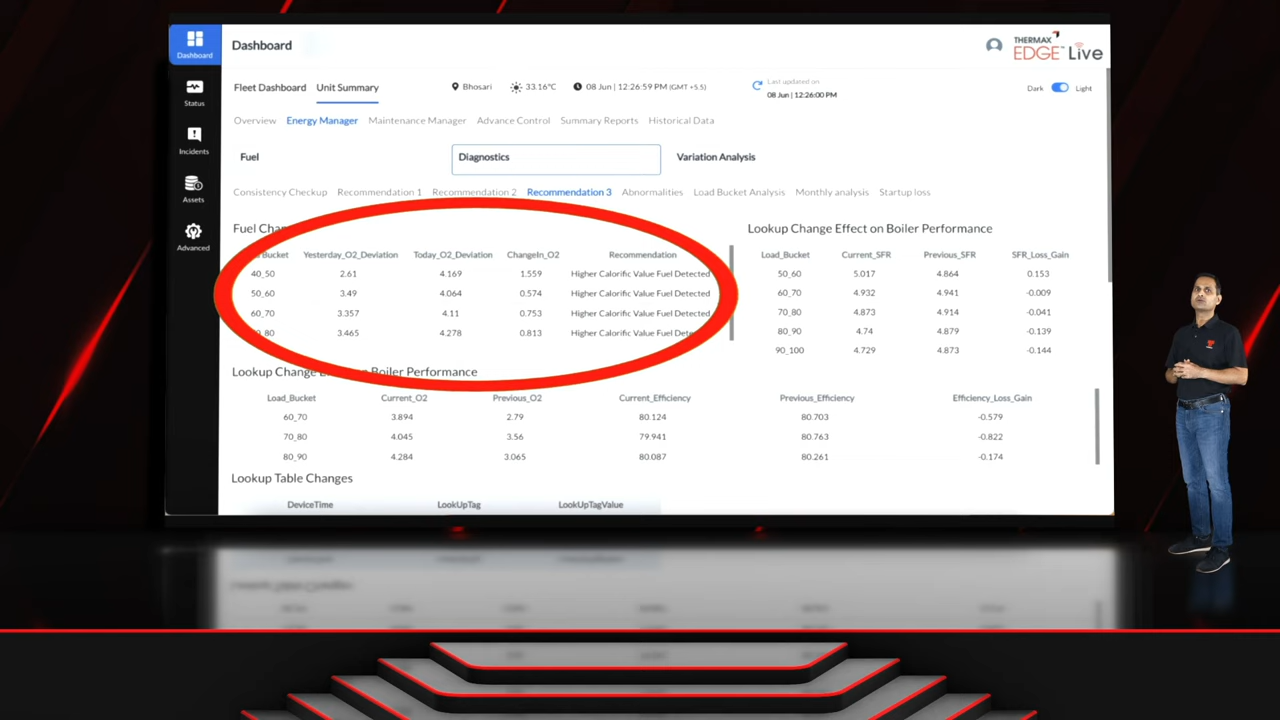 Dashboard
Dashboard
THERMAX
EDGE Live
Fleet Dashboard Unit Summary Bhosari 33.16°C 08 Jun | 12:26:59 PM (GMT +5.5) Last updated on
08 Jun | 12:26:00 PM Dark Light
Status
Overview Energy Manager Maintenance Manager Advance Control Summary Reports Historical Data
Incidents
Fuel Diagnostics Variation Analysis
Consistency Checkup Recommendation 1 Recommendation 2 Recommendation 3 Abnormalities Load Bucket Analysis Monthly analysis Startup loss
Assets
Advanced
Fuel Lookup Change Effect on Boiler Performance
Bucket Yesterday_O2_Deviation Today_O2_Deviation ChangeIn_O2 Recommendation Load_Bucket Current_SFR Previous_SFR SFR_Loss_Gain
40_50 2.61 4.169 1.559 Higher Calorific Value Fuel Detected 50_60 5.017 4.864 0.153
50_60 3.49 4.064 0.574 Higher Calorific Value Fuel Detected 60_70 4.932 4.941 -0.009
60_70 3.357 4.11 0.753 Higher Calorific Value Fuel Detected 70_80 4.873 4.914 -0.041
80 3.465 4.278 0.813 Higher Calorific Value Fuel 80_90 4.74 4.879 -0.139
90_100 4.729 4.873 -0.144
Lookup Change Boiler Performance
Load_Bucket Current_O2 Previous_O2 Current_Efficiency Previous_Efficiency Efficiency_Loss_Gain
60_70 3.894 2.79 80.124 80.703 -0.579
70_80 4.045 3.56 79.941 80.763 -0.822
80_90 4.284 3.065 80.087 80.261 -0.174
Lookup Table Changes
DeviceTime LookUpTag LookUpTagValue